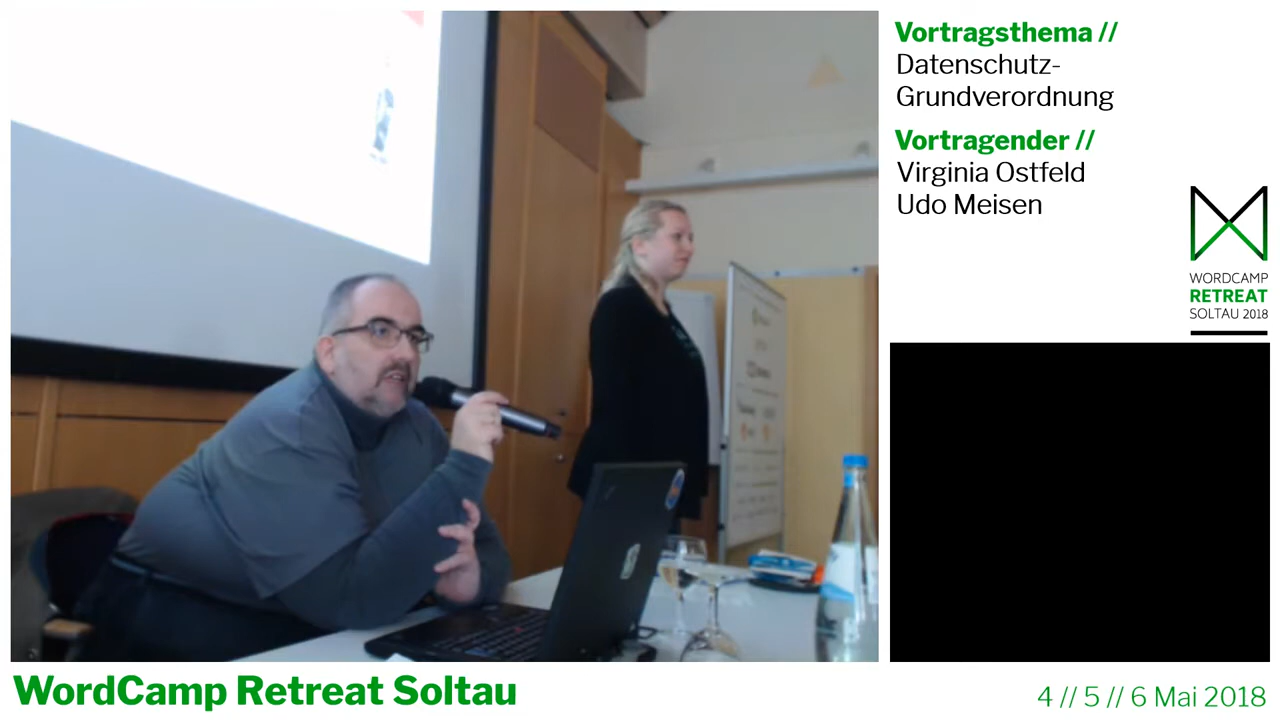 Vortragsthema //
Datenschutz-
Grundverordnung
Vortragender //
Virginia Ostfeld
Udo Meisen
WORDCAMP
RETREAT
SOLTAU 2018
WordCamp Retreat Soltau
4 // 5 // 6 Mai 2018